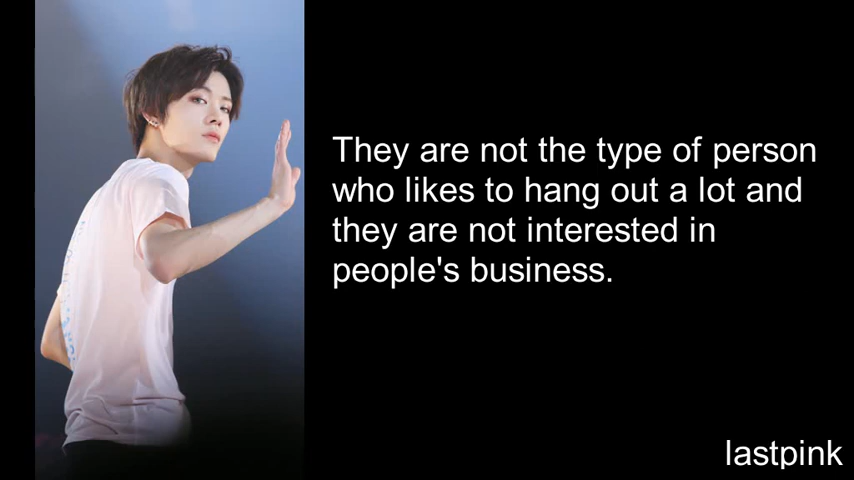 They are not the type of person
who likes to hang out a lot and
they are not interested in
people's business.
lastpink